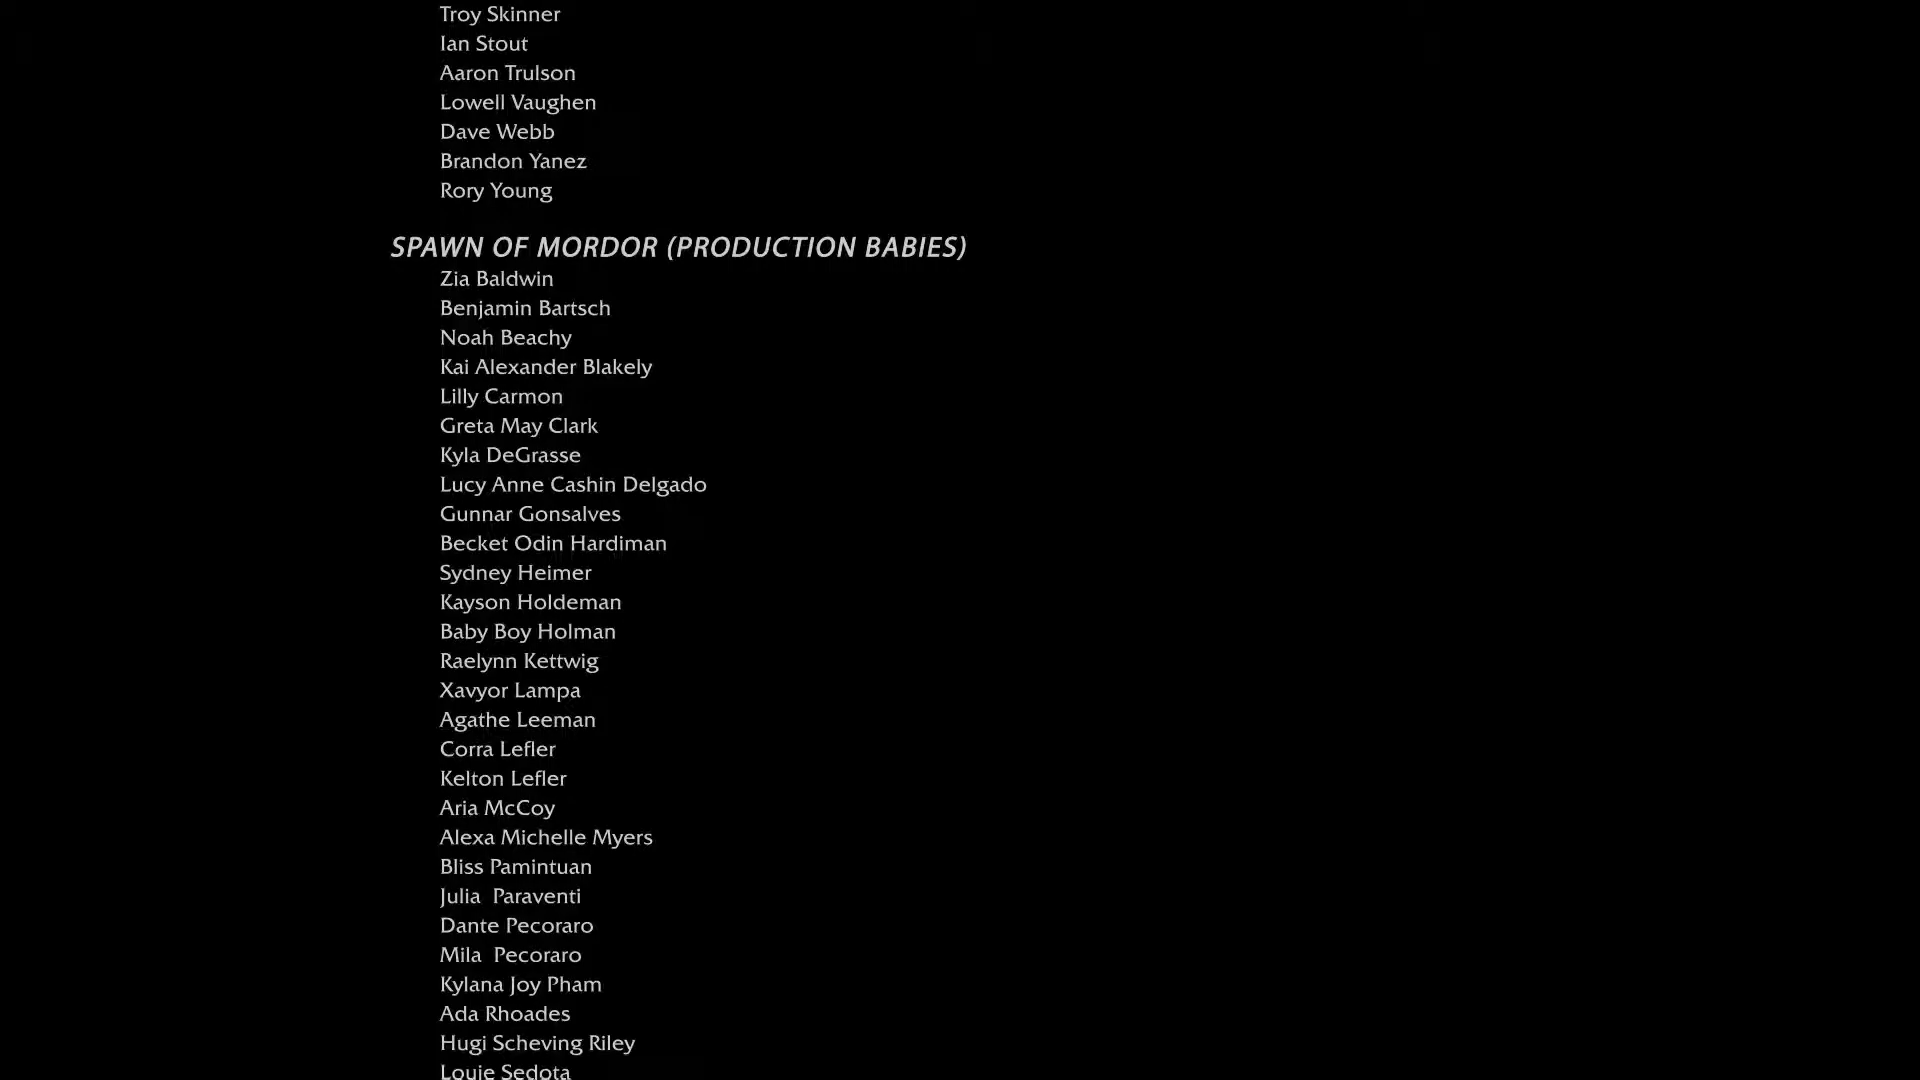 Troy Skinner
Ian Stout
Aaron Trulson
Lowell Vaughen
Dave Webb
Brandon Yanez
Rory Young
SPAWN OF MORDOR (PRODUCTION BABIES)
Zia Baldwin
Benjamin Bartsch
Noah Beachy
Kai Alexander Blakely
Lilly Carmon
Greta May Clark
Kyla DeGrasse
Lucy Anne Cashin Delgado
Gunnar Gonsalves
Becket Odin Hardiman
Sydney Heimer
Kayson Holdeman
Baby Boy Holman
Raelynn Kettwig
Xavyor Lampa
Agathe Leeman
Corra Lefler
Kelton Lefler
Aria McCoy
Alexa Michelle Myers
Bliss Pamintuan
Julia  Paraventi
Dante Pecoraro
Mila  Pecoraro
Kylana Joy Pham
Ada Rhoades
Hugi Scheving Riley
Louie Sedota